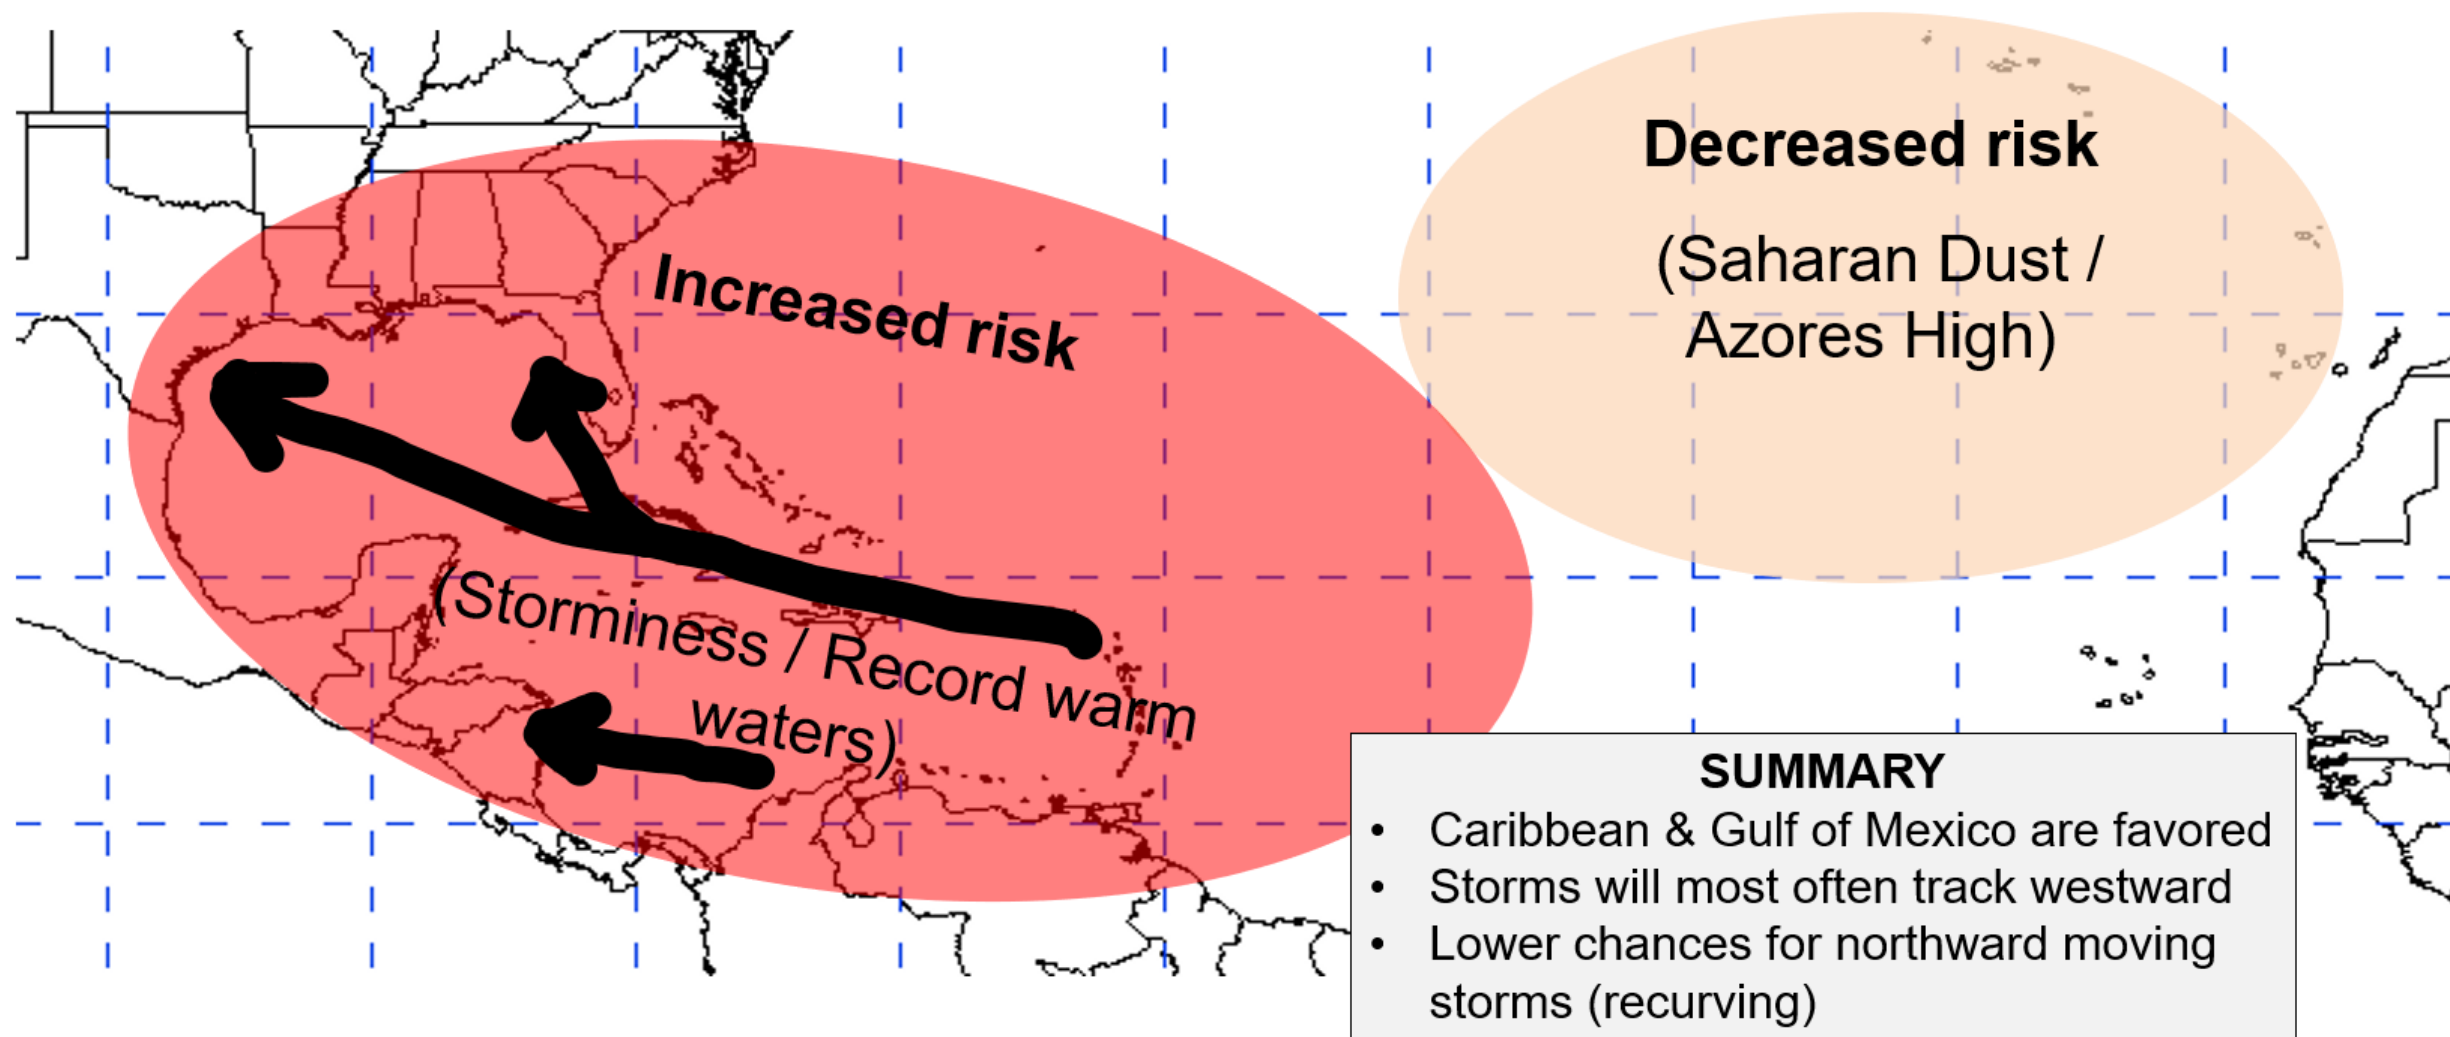 Decreased risk
(Saharan Dust /
Azores High)
Increased risk
(Storminess / Record warm
waters)
SUMMARY
• Caribbean & Gulf of Mexico are favored
• Storms will most often track westward
• Lower chances for northward moving
storms (recurving)